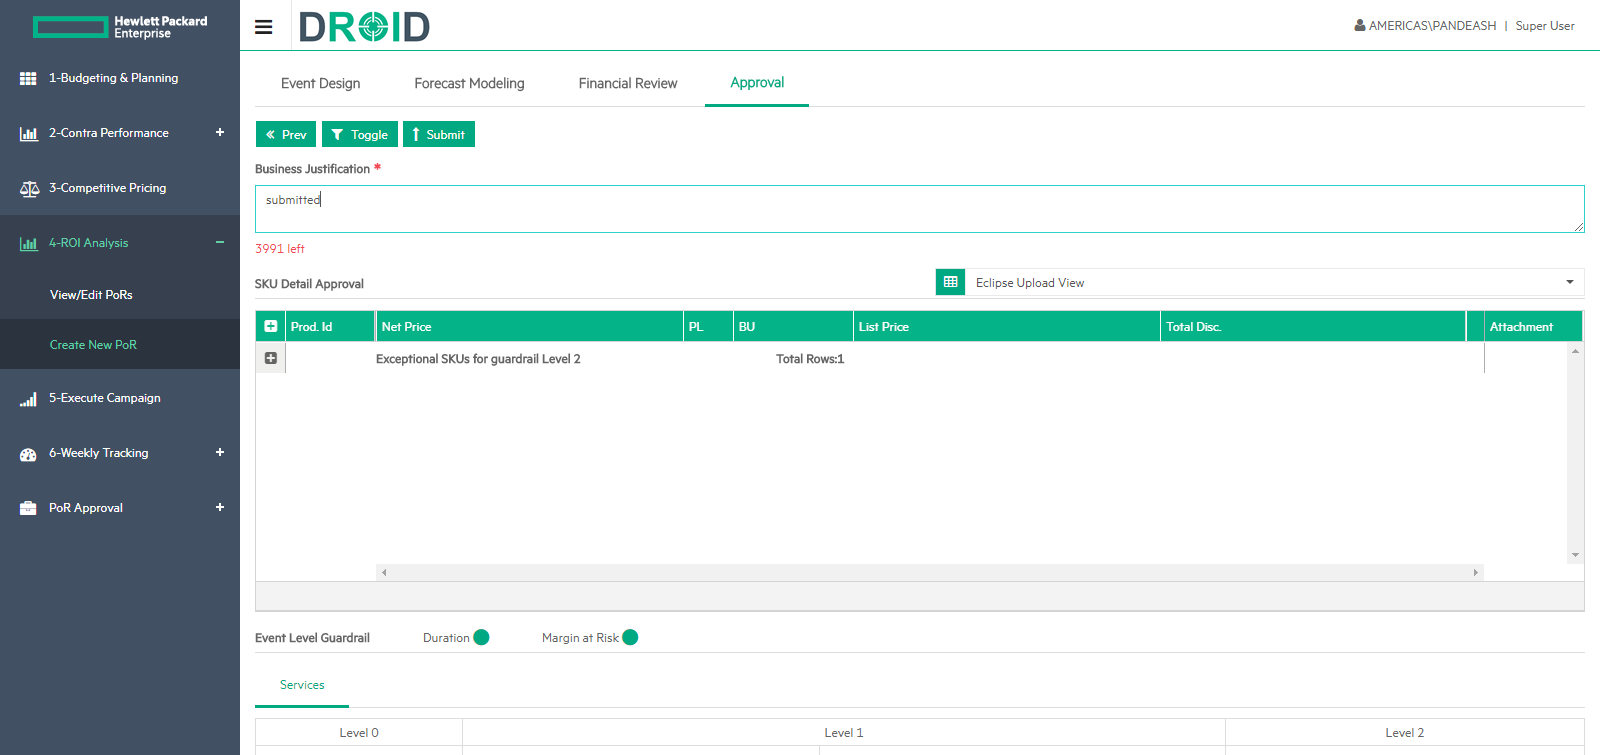 Hewlett Packard
Enterprise
DROID
AMERICAS\PANDEASH | Super User
1-Budgeting & Planning
2-Contra Performance +
3-Competitive Pricing
4-ROI Analysis −
View/Edit PoRs
Create New PoR
5-Execute Campaign
6-Weekly Tracking +
PoR Approval +
Event Design Forecast Modeling Financial Review Approval
Prev Toggle Submit
Business Justification *
submitted
3991 left
SKU Detail Approval Eclipse Upload View
Prod. Id Net Price PL BU List Price Total Disc. Attachment
Exceptional SKUs for guardrail Level 2 Total Rows:1
Event Level Guardrail Duration Margin at Risk
Services
Level 0 Level 1 Level 2